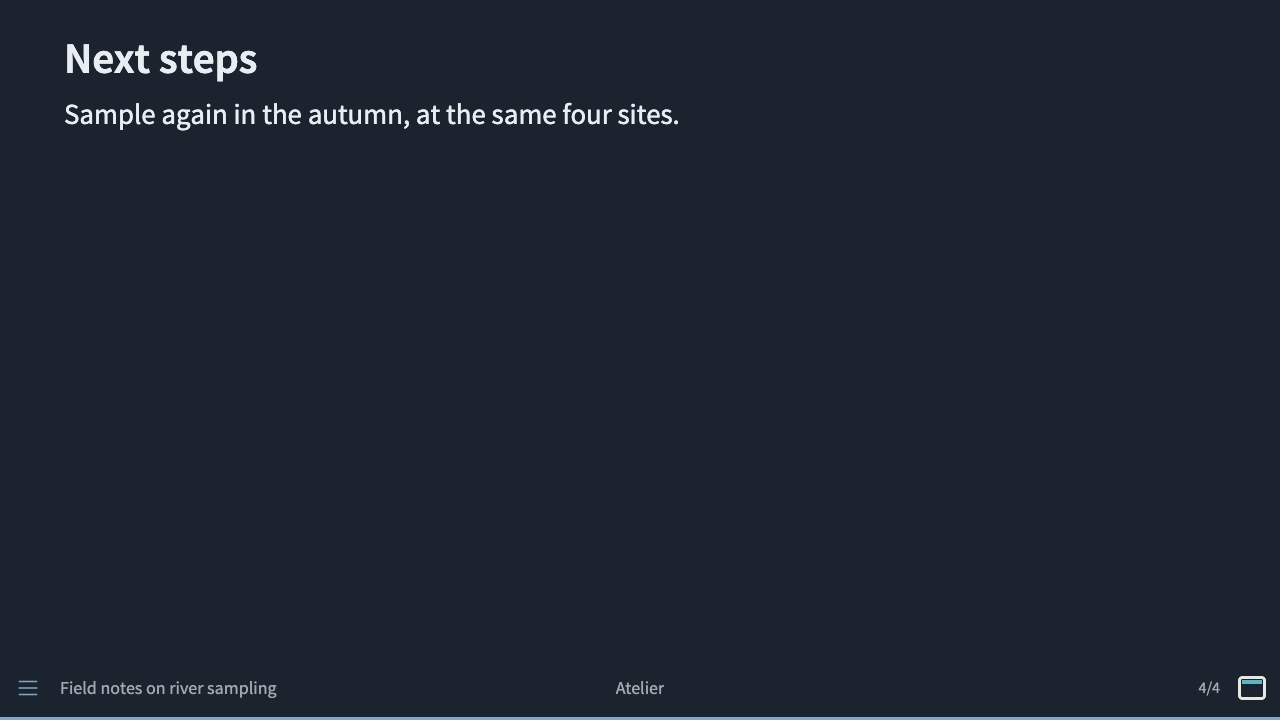 Next steps
Sample again in the autumn, at the same four sites.
Field notes on river sampling
Atelier
4/4